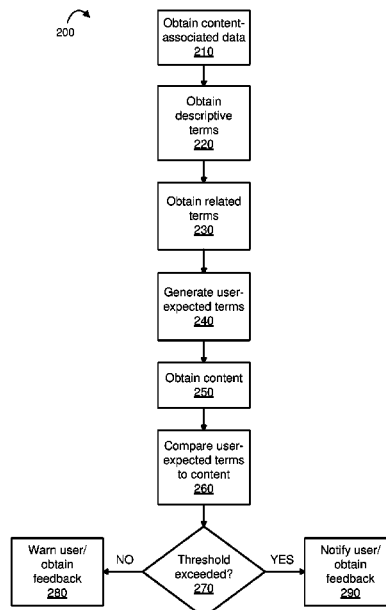 200
Obtain content-
associated data
210
Obtain
descriptive
terms
220
Obtain related
terms
230
Generate user-
expected terms
240
Obtain content
250
Compare user-
expected terms
to content
260
Warn user/
obtain feedback
280
NO
Threshold
exceeded?
270
YES
Notify user/
obtain feedback
290